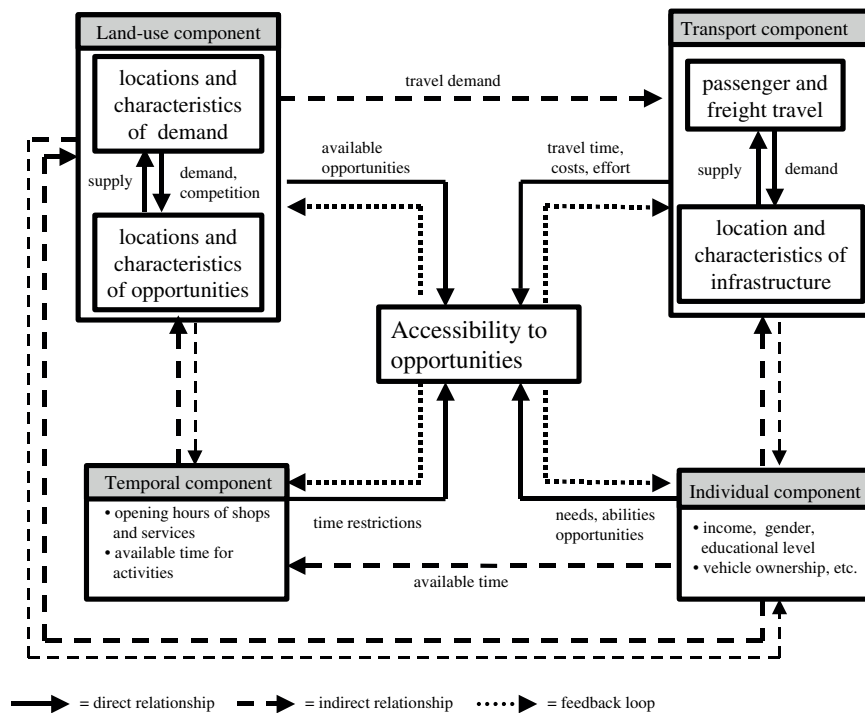 Land-use component
locations and
characteristics
of demand
supply
demand,
competition
locations and
characteristics
of opportunities
travel demand
available
opportunities
travel time,
costs, effort
Transport component
passenger and
freight travel
supply
demand
location and
characteristics of
infrastructure
Accessibility to
opportunities
Temporal component
• opening hours of shops
and services
• available time for
activities
time restrictions
needs, abilities
opportunities
available time
Individual component
• income, gender,
educational level
• vehicle ownership, etc.
= direct relationship
= indirect relationship
= feedback loop